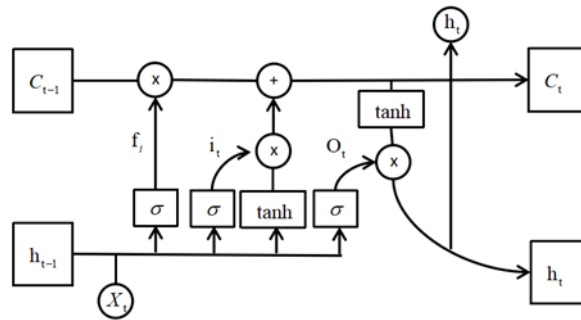 h_t
C_{t-1}
x
+
C_t
tanh
f_i
i_t
x
O_t
x
σ
σ
tanh
σ
h_{t-1}
h_t
X_t